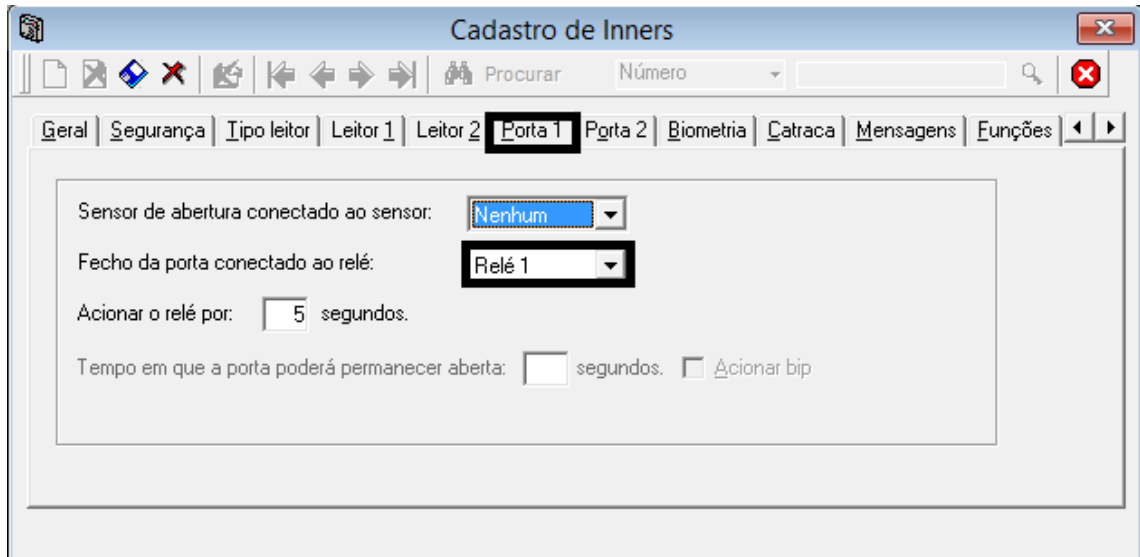 Cadastro de Inners
Procurar Número
Geral Segurança Tipo leitor Leitor 1 Leitor 2 Porta 1 Porta 2 Biometria Catraca Mensagens Funções
Sensor de abertura conectado ao sensor: Nenhum
Fecho da porta conectado ao relé: Relé 1
Acionar o relé por: 5 segundos.
Tempo em que a porta poderá permanecer aberta: segundos. Acionar bip